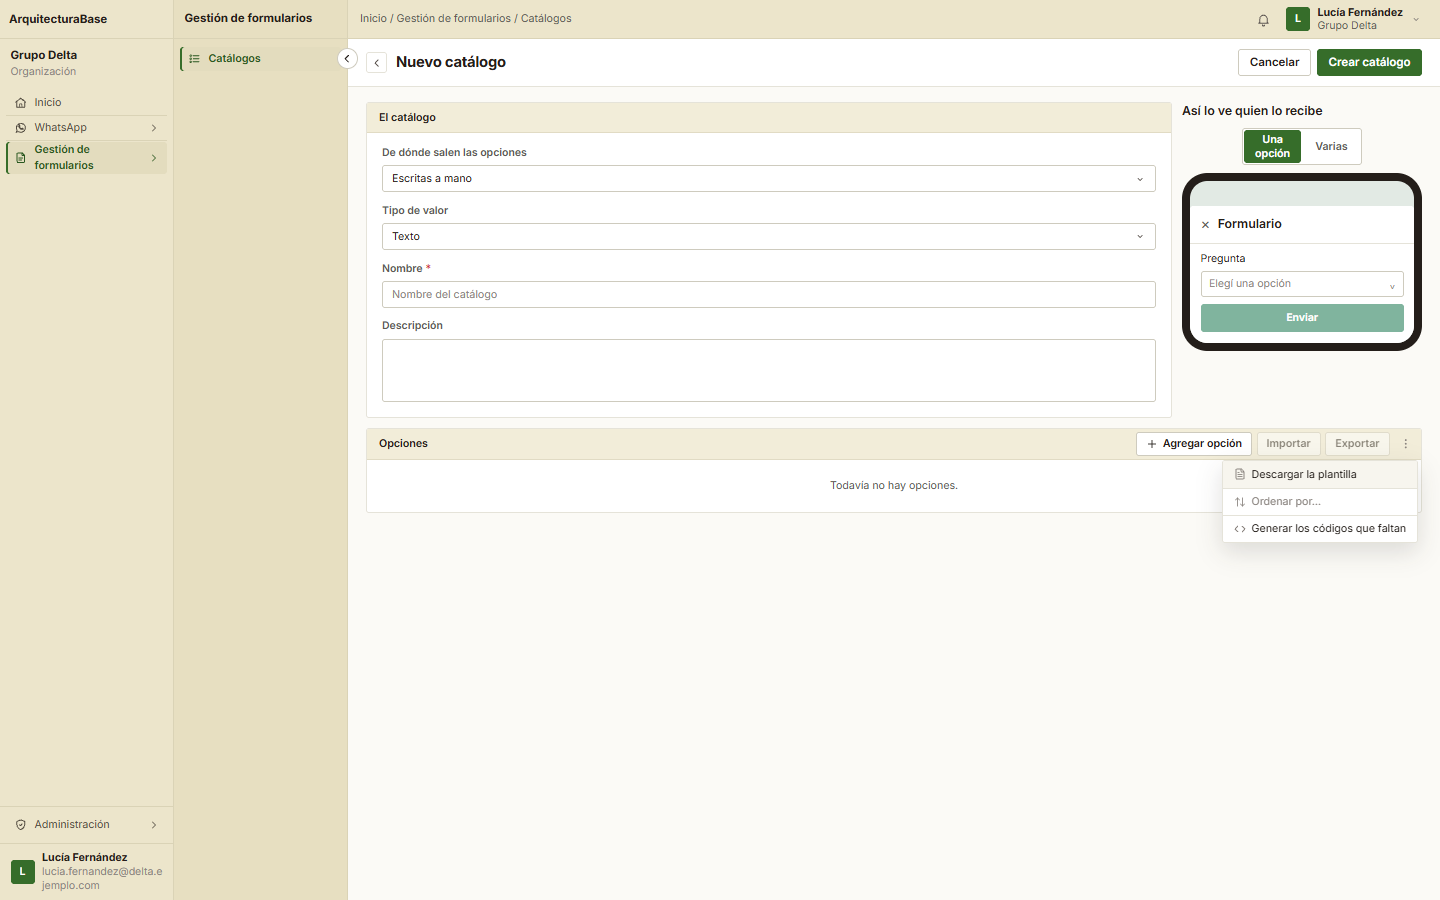 ArquitecturaBase
Gestión de formularios
Inicio / Gestión de formularios / Catálogos
L
Lucía Fernández
Grupo Delta
Grupo Delta
Organización
Inicio
WhatsApp
Gestión de
formularios
Catálogos
Nuevo catálogo
Cancelar
Crear catálogo
El catálogo
De dónde salen las opciones
Escritas a mano
Tipo de valor
Texto
Nombre *
Nombre del catálogo
Descripción
Así lo ve quien lo recibe
Una
opción
Varias
Formulario
Pregunta
Elegí una opción
Enviar
Opciones
Agregar opción
Importar
Exportar
Todavía no hay opciones.
Descargar la plantilla
Ordenar por...
Generar los códigos que faltan
Administración
L
Lucía Fernández
lucia.fernandez@delta.e
jemplo.com